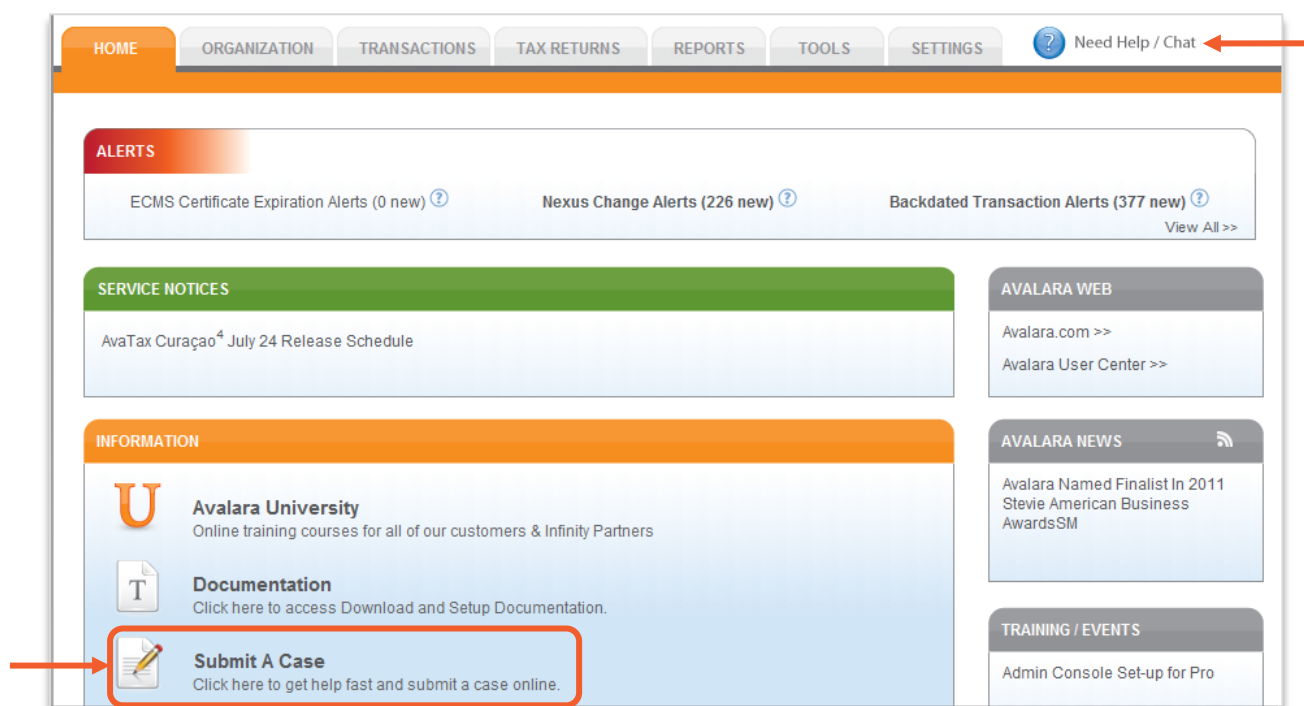 HOME ORGANIZATION TRANSACTIONS TAX RETURNS REPORTS TOOLS SETTINGS ? Need Help / Chat
ALERTS
ECMS Certificate Expiration Alerts (0 new) ? Nexus Change Alerts (226 new) ? Backdated Transaction Alerts (377 new) ?
View All >>
SERVICE NOTICES
AvaTax Curaçao4 July 24 Release Schedule
AVALARA WEB
Avalara.com >>
Avalara User Center >>
INFORMATION
U
Avalara University
Online training courses for all of our customers & Infinity Partners
T
Documentation
Click here to access Download and Setup Documentation.
Submit A Case
Click here to get help fast and submit a case online.
AVALARA NEWS
Avalara Named Finalist In 2011
Stevie American Business
AwardsSM
TRAINING / EVENTS
Admin Console Set-up for Pro